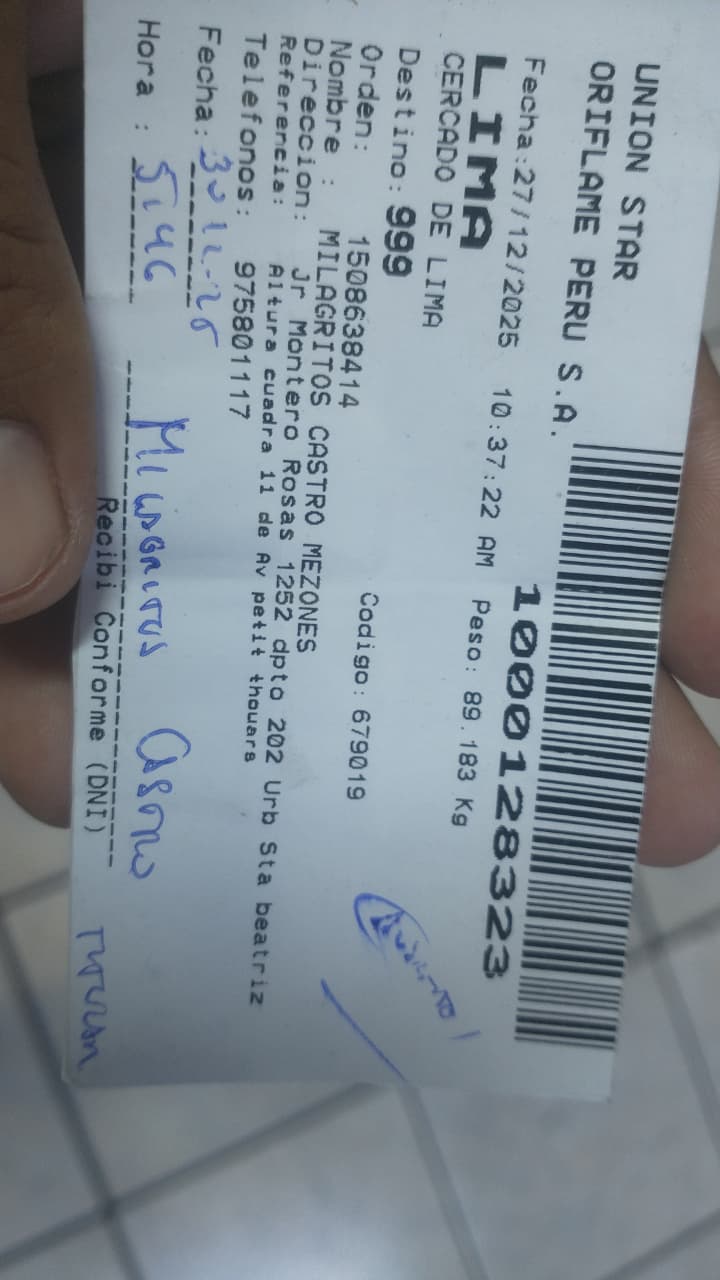 UNION STAR
ORIFLAME PERU S.A.
1000128323
Fecha:27/12/2025 10:37:22 AM Peso: 89.183 Kg
LIMA
CERCADO DE LIMA
Destino: 999
Orden: 1508638414 Codigo: 679019
Nombre : MILAGRITOS CASTRO MEZONES
Direccion: Jr Montero Rosas 1252 dpto 202 Urb Sta beatriz
Referencia: Altura cuadra 11 de Av petit thouars
Telefonos: 975801117
Fecha: 30-12-25
Hora : 5:46 Milagritos Castro
Recibi Conforme (DNI) Titular